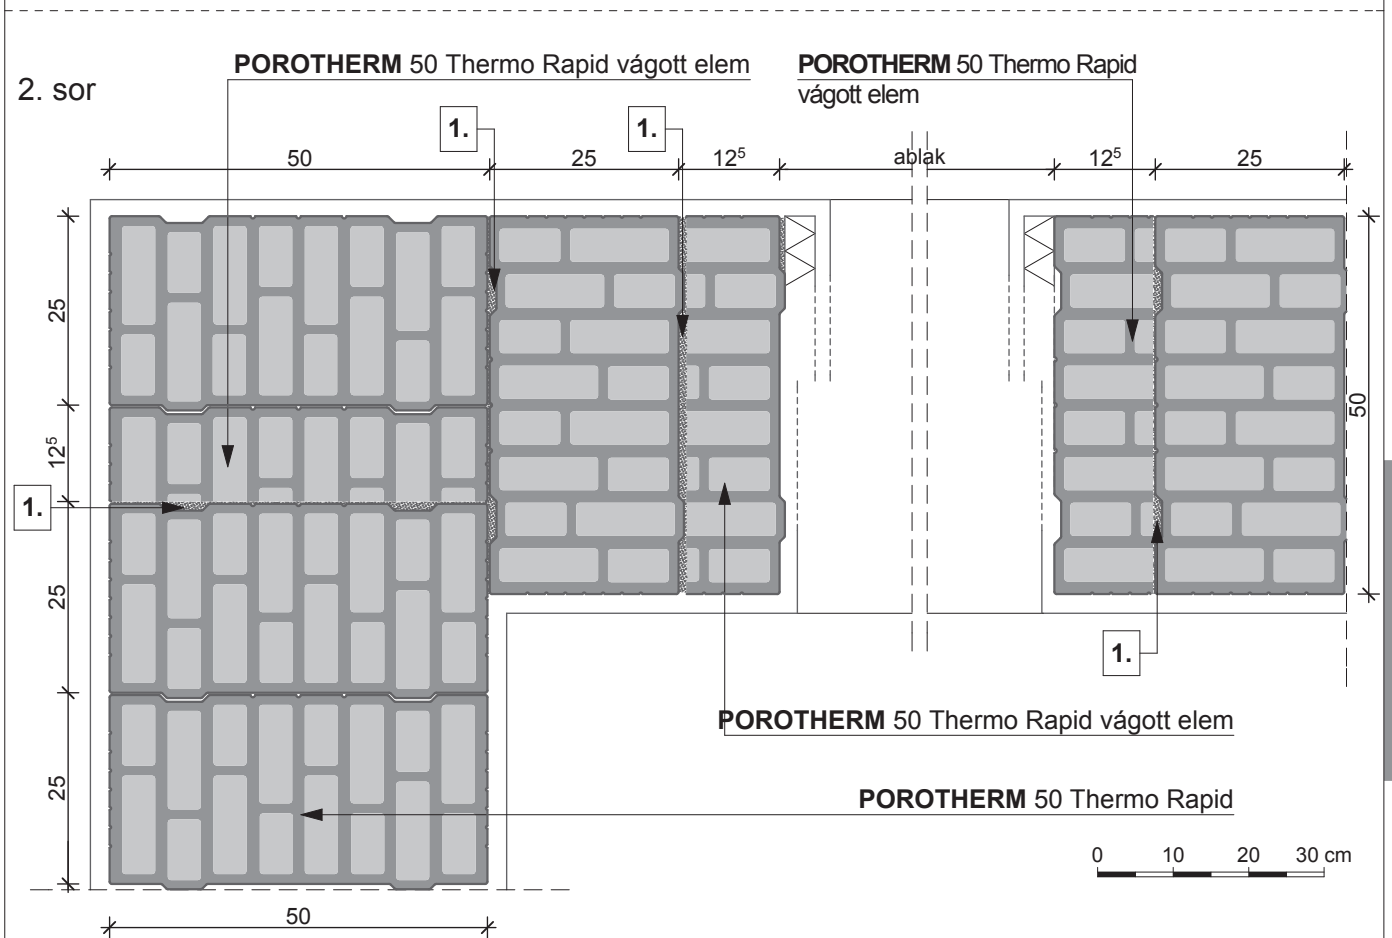 POROTHERM 50 Thermo Rapid vágott elem
POROTHERM 50 Thermo Rapid
vágott elem
2. sor
1.
1.
50
25
12⁵
ablak
12⁵
25
25
12⁵
25
25
50
1.
1.
POROTHERM 50 Thermo Rapid vágott elem
POROTHERM 50 Thermo Rapid
0 10 20 30 cm
50